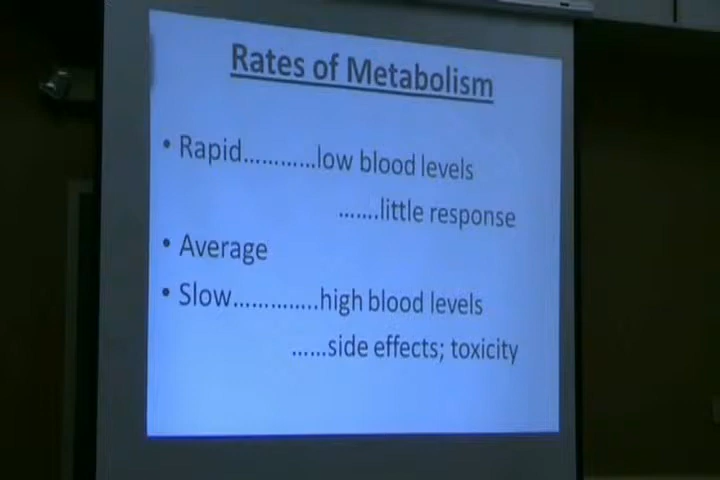 Rates of Metabolism
• Rapid…………low blood levels
…….little response
• Average
• Slow…………..high blood levels
……side effects; toxicity